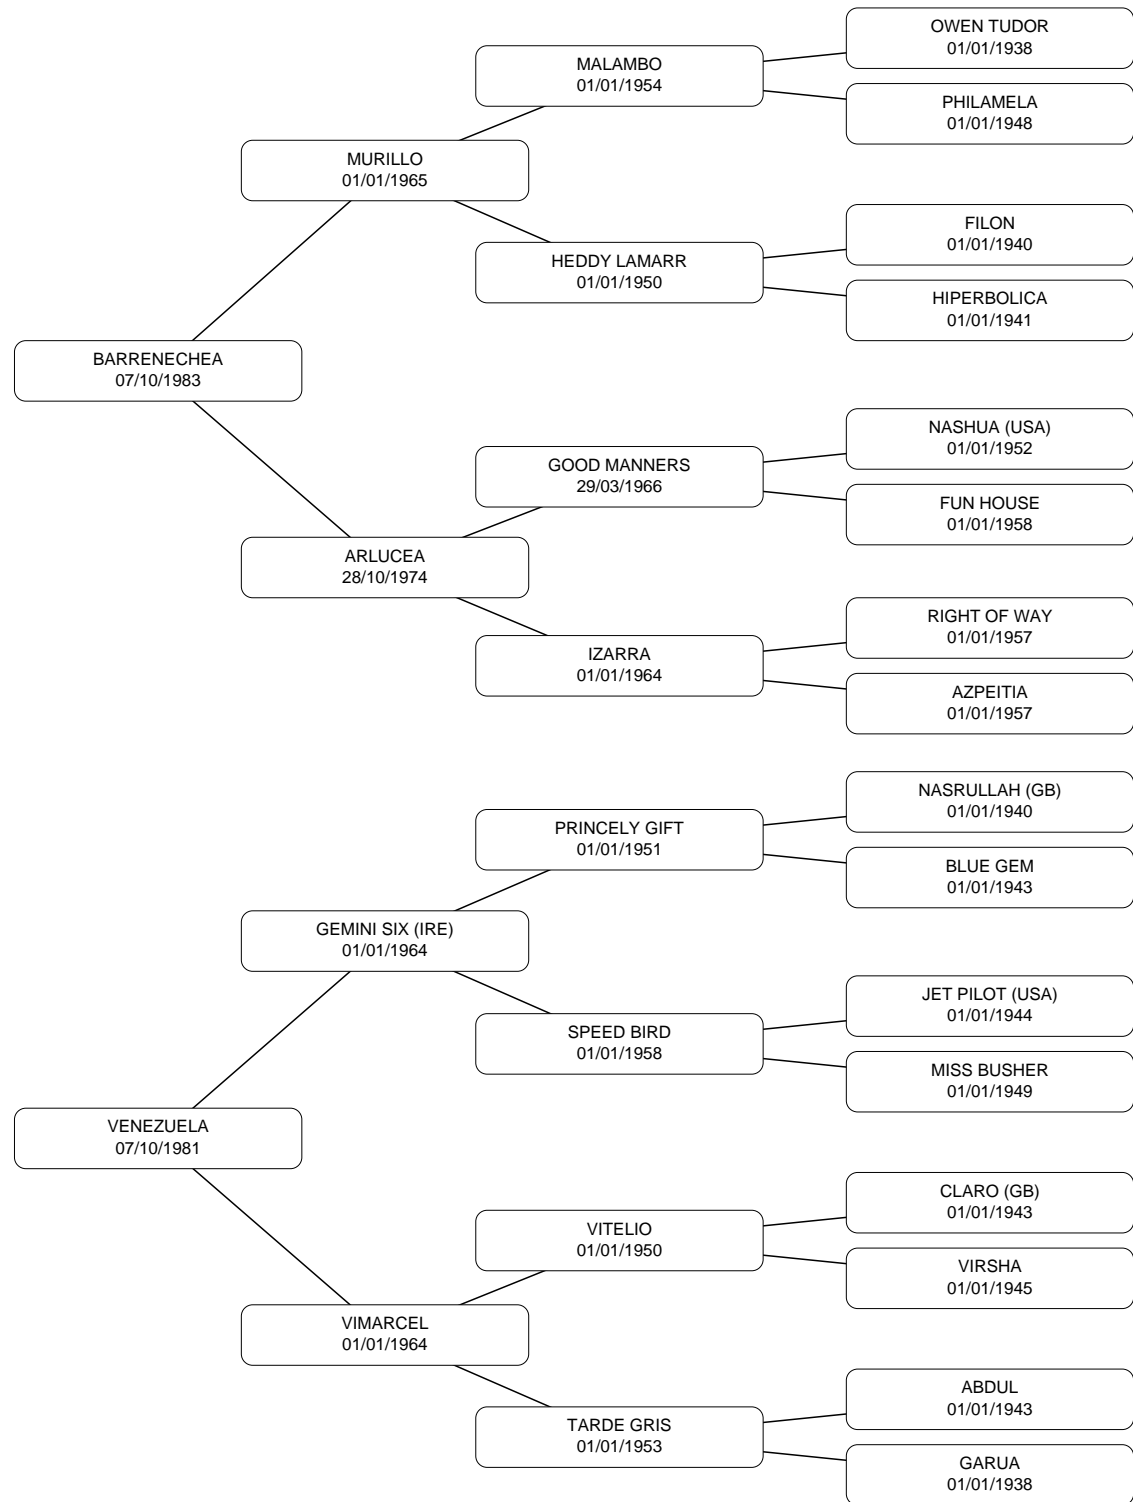 OWEN TUDOR
01/01/1938
MALAMBO
01/01/1954
PHILAMELA
01/01/1948
MURILLO
01/01/1965
FILON
01/01/1940
HEDDY LAMARR
01/01/1950
HIPERBOLICA
01/01/1941
BARRENECHEA
07/10/1983
NASHUA (USA)
01/01/1952
GOOD MANNERS
29/03/1966
FUN HOUSE
01/01/1958
ARLUCEA
28/10/1974
RIGHT OF WAY
01/01/1957
IZARRA
01/01/1964
AZPEITIA
01/01/1957
NASRULLAH (GB)
01/01/1940
PRINCELY GIFT
01/01/1951
BLUE GEM
01/01/1943
GEMINI SIX (IRE)
01/01/1964
JET PILOT (USA)
01/01/1944
SPEED BIRD
01/01/1958
MISS BUSHER
01/01/1949
VENEZUELA
07/10/1981
CLARO (GB)
01/01/1943
VITELIO
01/01/1950
VIRSHA
01/01/1945
VIMARCEL
01/01/1964
ABDUL
01/01/1943
TARDE GRIS
01/01/1953
GARUA
01/01/1938